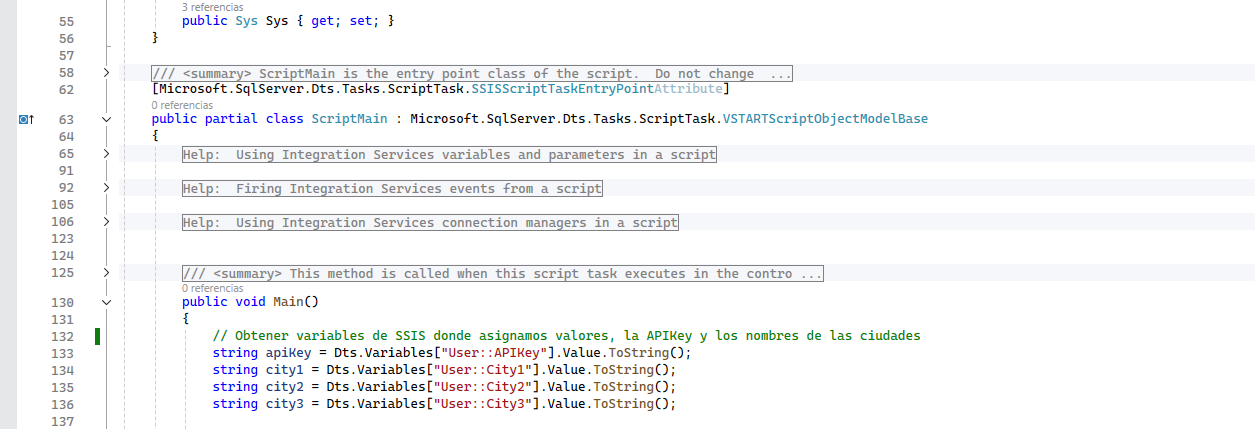 3 referencias
55 public Sys Sys { get; set; }
56 }
57
58 /// <summary> ScriptMain is the entry point class of the script.  Do not change  ...
62 [Microsoft.SqlServer.Dts.Tasks.ScriptTask.SSISScriptTaskEntryPointAttribute]
0 referencias
63 public partial class ScriptMain : Microsoft.SqlServer.Dts.Tasks.ScriptTask.VSTARTScriptObjectModelBase
64 {
65 Help:  Using Integration Services variables and parameters in a script
91
92 Help:  Firing Integration Services events from a script
105
106 Help:  Using Integration Services connection managers in a script
123
124
125 /// <summary> This method is called when this script task executes in the contro ...
0 referencias
130 public void Main()
131 {
132 // Obtener variables de SSIS donde asignamos valores, la APIKey y los nombres de las ciudades
133 string apiKey = Dts.Variables["User::APIKey"].Value.ToString();
134 string city1 = Dts.Variables["User::City1"].Value.ToString();
135 string city2 = Dts.Variables["User::City2"].Value.ToString();
136 string city3 = Dts.Variables["User::City3"].Value.ToString();
137